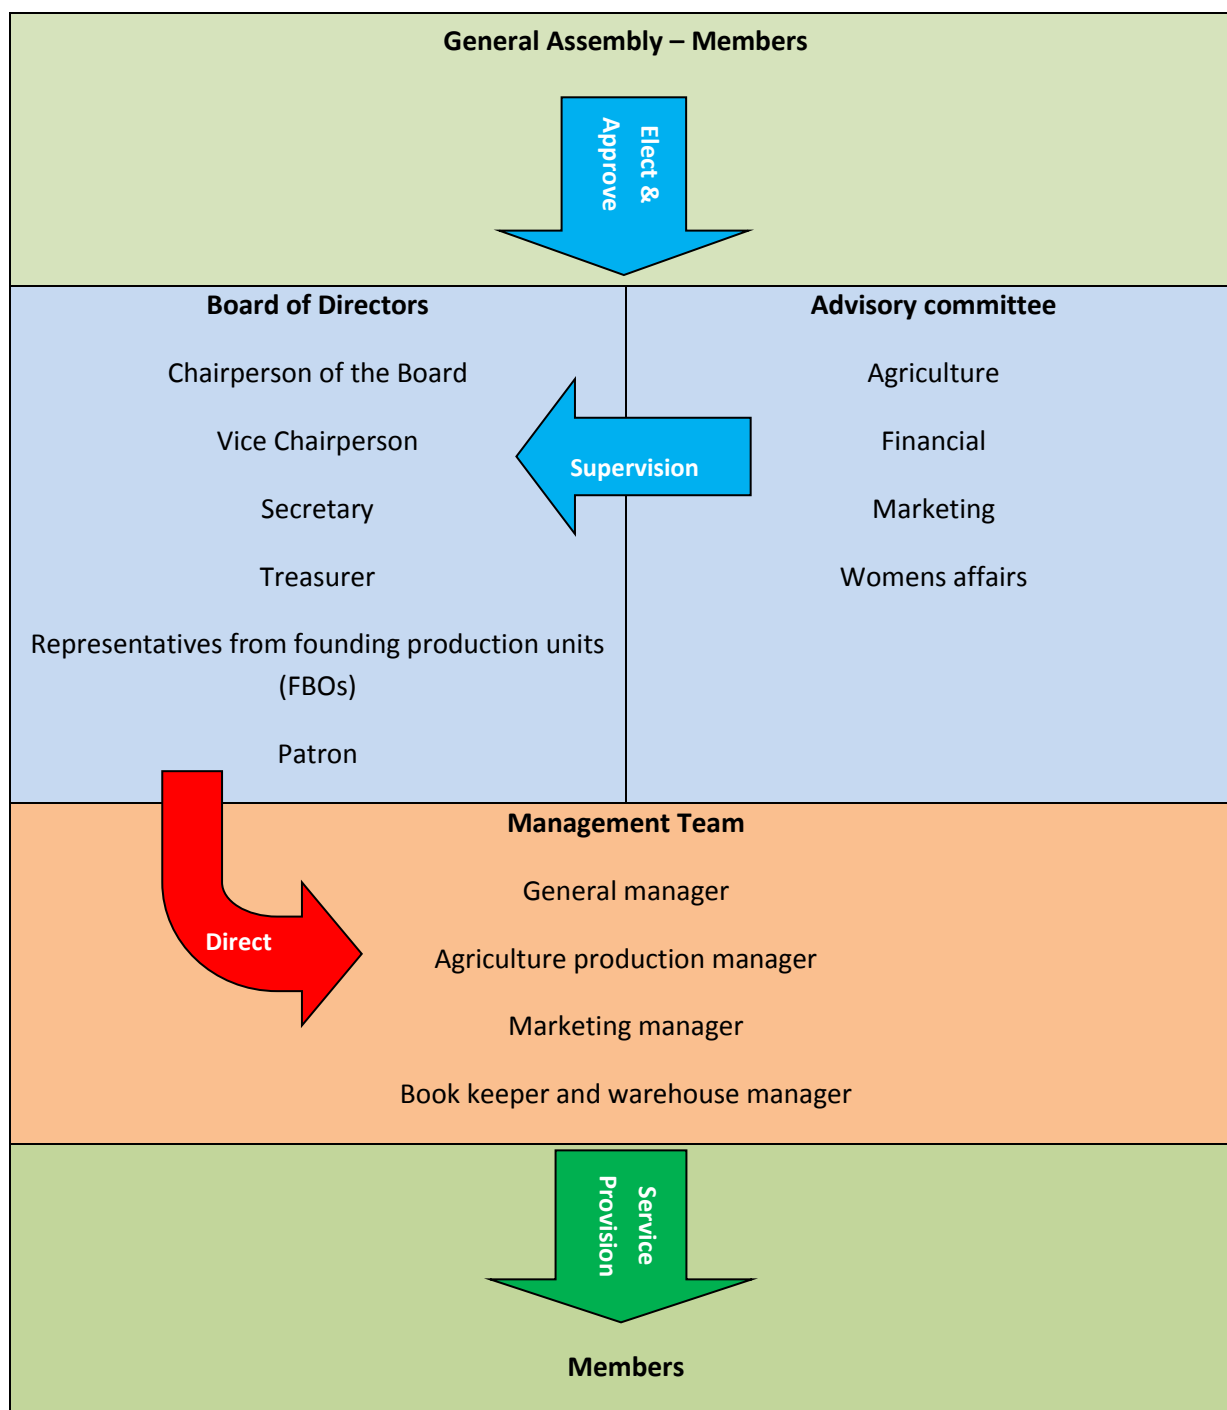 General Assembly – Members
Elect &
Approve
Board of Directors
Chairperson of the Board
Vice Chairperson
Secretary
Treasurer
Representatives from founding production units
(FBOs)
Patron
Advisory committee
Agriculture
Financial
Marketing
Womens affairs
Supervision
Direct
Management Team
General manager
Agriculture production manager
Marketing manager
Book keeper and warehouse manager
Service
Provision
Members